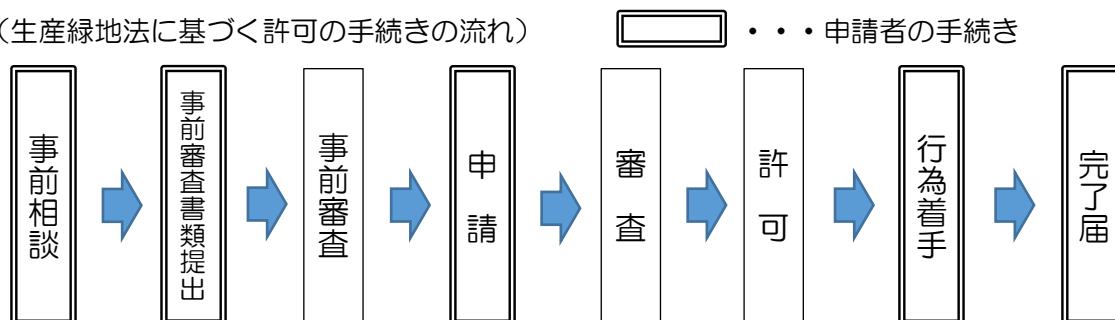 （生産緑地法に基づく許可の手続きの流れ）
・・・申請者の手続き
事前相談
事前審査書類提出
事前審査
申請
審査
許可
行為着手
完了届